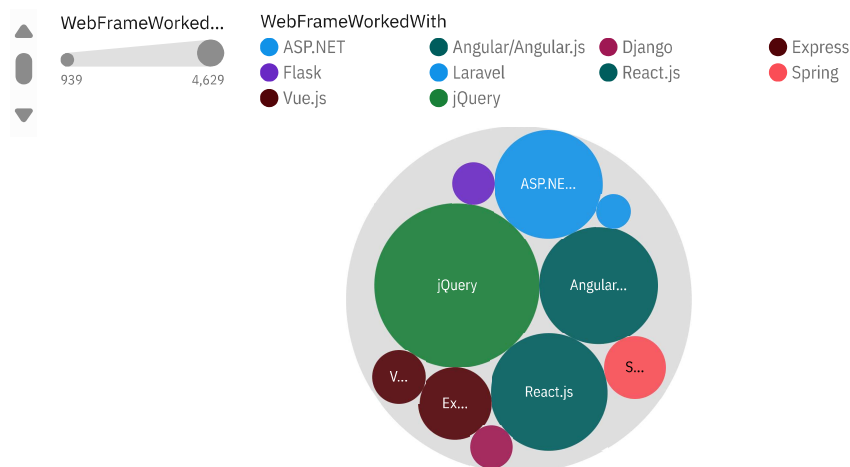 WebFrameWorked...
939
4,629
WebFrameWorkedWith
ASP.NET
Angular/Angular.js
Django
Express
Flask
Laravel
React.js
Spring
Vue.js
jQuery
ASP.NE...
jQuery
Angular...
V...
Ex...
React.js
S...